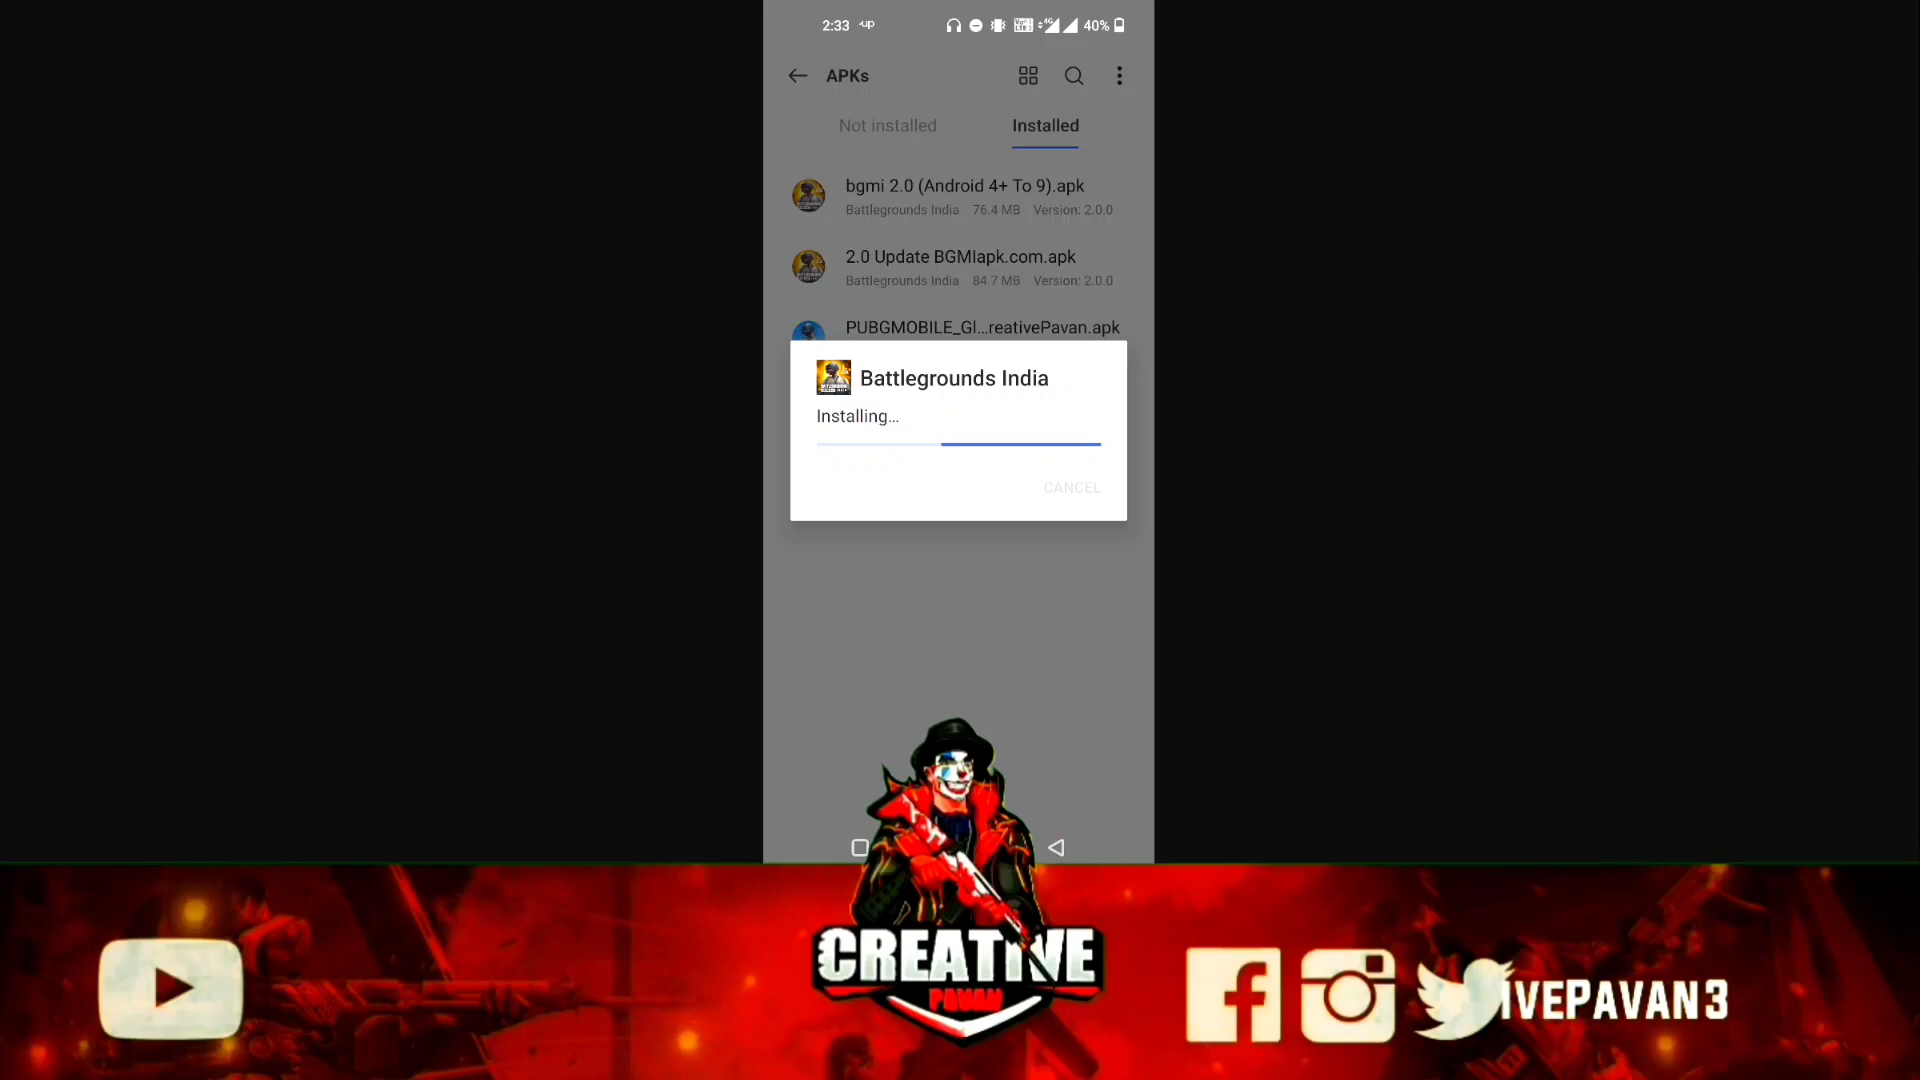 2:33 up 4G 40%
APKs
Not installed Installed
bgmi 2.0 (Android 4+ To 9).apk
Battlegrounds India 76.4 MB Version: 2.0.0
2.0 Update BGMIapk.com.apk
Battlegrounds India 84.7 MB Version: 2.0.0
PUBGMOBILE_Gl...reativePavan.apk
Battlegrounds India
Installing...
CANCEL
CREATIVE
PAVAN
IVEPAVAN3